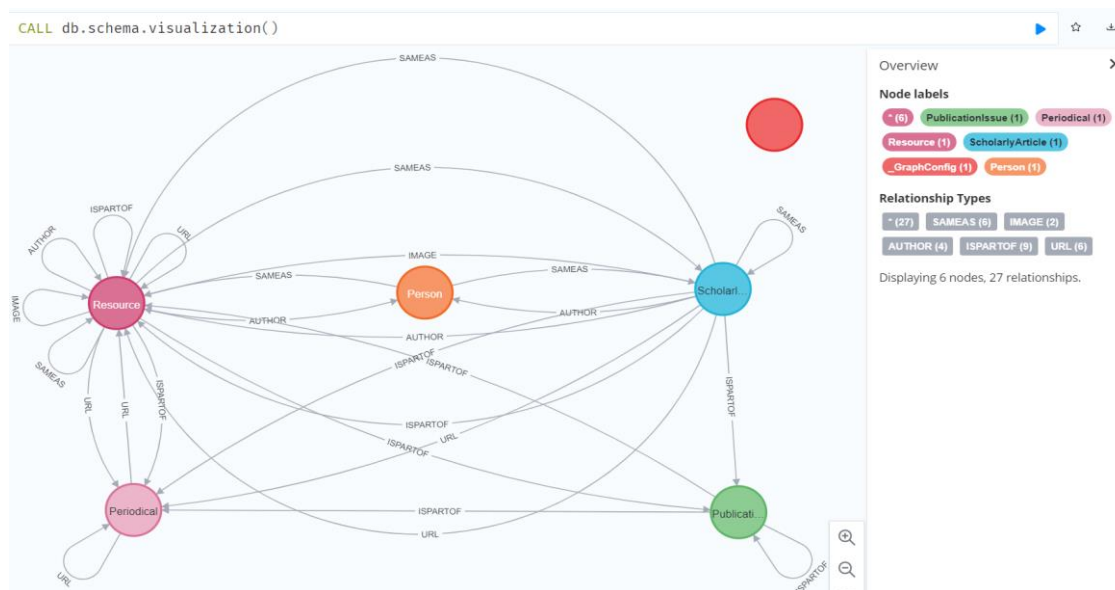 CALL db.schema.visualization()
Overview
Node labels
* (6) PublicationIssue (1) Periodical (1)
Resource (1) ScholarlyArticle (1)
_GraphConfig (1) Person (1)
Relationship Types
* (27) SAMEAS (6) IMAGE (2)
AUTHOR (4) ISPARTOF (9) URL (6)
Displaying 6 nodes, 27 relationships.
SAMEAS
SAMEAS
ISPARTOF
AUTHOR
URL
SAMEAS
IMAGE
SAMEAS
SAMEAS
IMAGE
Resource
Person
Scholarl...
AUTHOR
AUTHOR
AUTHOR
SAMEAS
ISPARTOF
ISPARTOF
URL
URL
ISPARTOF
ISPARTOF
ISPARTOF
ISPARTOF
URL
Periodical
ISPARTOF
Publicati...
URL
URL
ISPARTOF